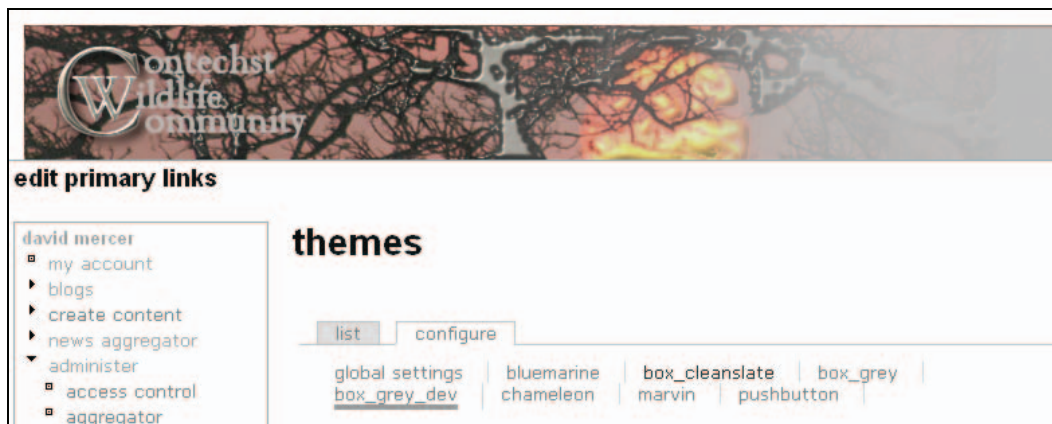 Contechst
Wildlife
Community
edit primary links
david mercer
my account
blogs
create content
news aggregator
administer
access control
aggregator
themes
list configure
global settings bluemarine box_cleanslate box_grey
box_grey_dev chameleon marvin pushbutton